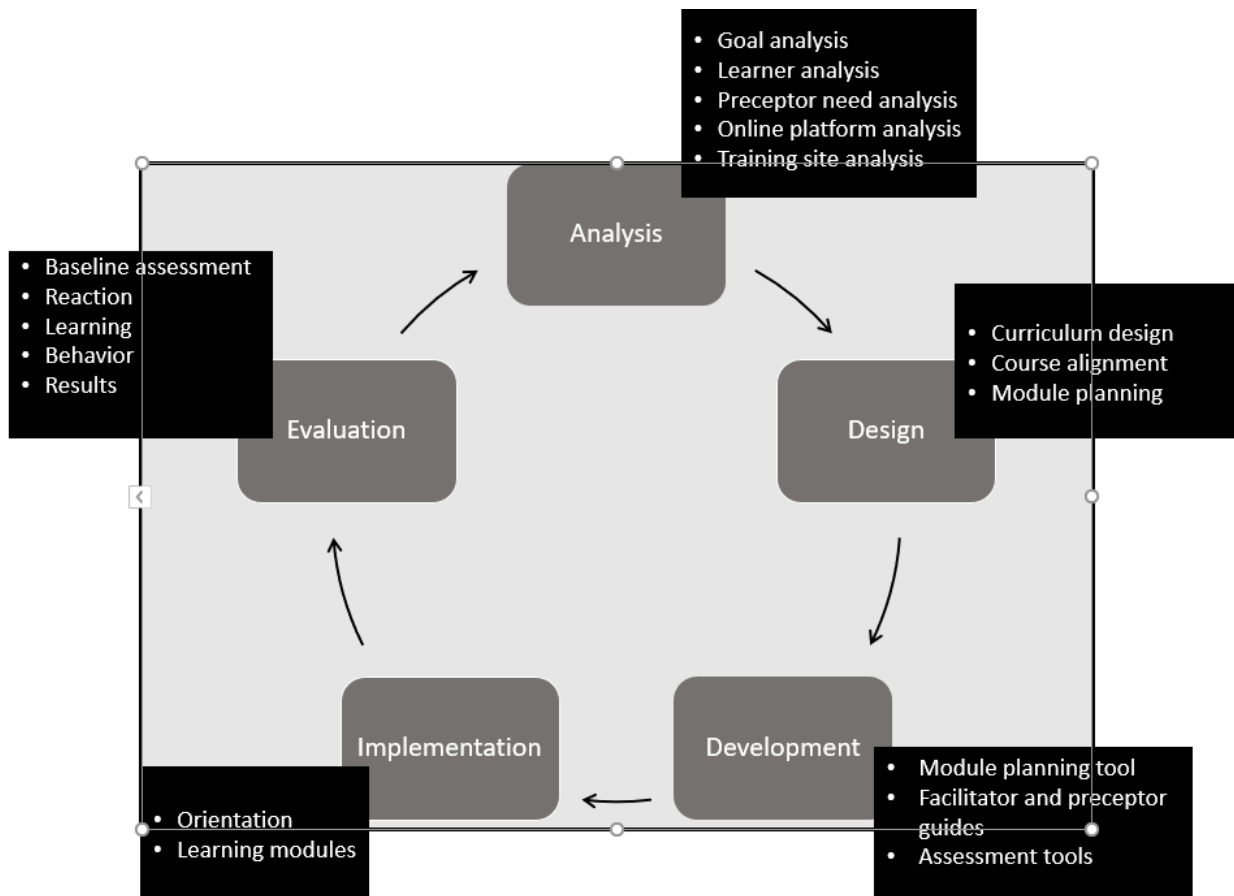 • Goal analysis
• Learner analysis
• Preceptor need analysis
• Online platform analysis
• Training site analysis
Analysis
• Curriculum design
• Course alignment
• Module planning
Design
Development
• Module planning tool
• Facilitator and preceptor
guides
• Assessment tools
Implementation
• Orientation
• Learning modules
• Baseline assessment
• Reaction
• Learning
• Behavior
• Results
Evaluation